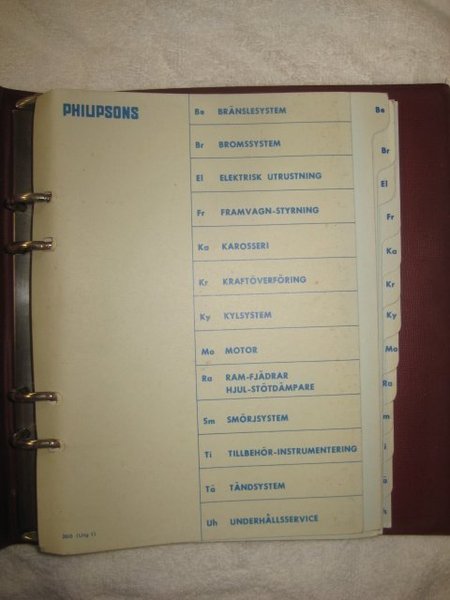 PHILIPSONS
Be BRÄNSLESYSTEM
Br BROMSSYSTEM
El ELEKTRISK UTRUSTNING
Fr FRAMVAGN-STYRNING
Ka KAROSSERI
Kr KRAFTÖVERFÖRING
Ky KYLSYSTEM
Mo MOTOR
Ra RAM-FJÄDRAR
HJUL-STÖTDÄMPARE
Sm SMÖRJSYSTEM
Ti TILLBEHÖR-INSTRUMENTERING
Tä TÄNDSYSTEM
Uh UNDERHÅLLSSERVICE
Be
Br
El
Fr
Ka
Kr
Ky
Mo
Ra
m
i
h